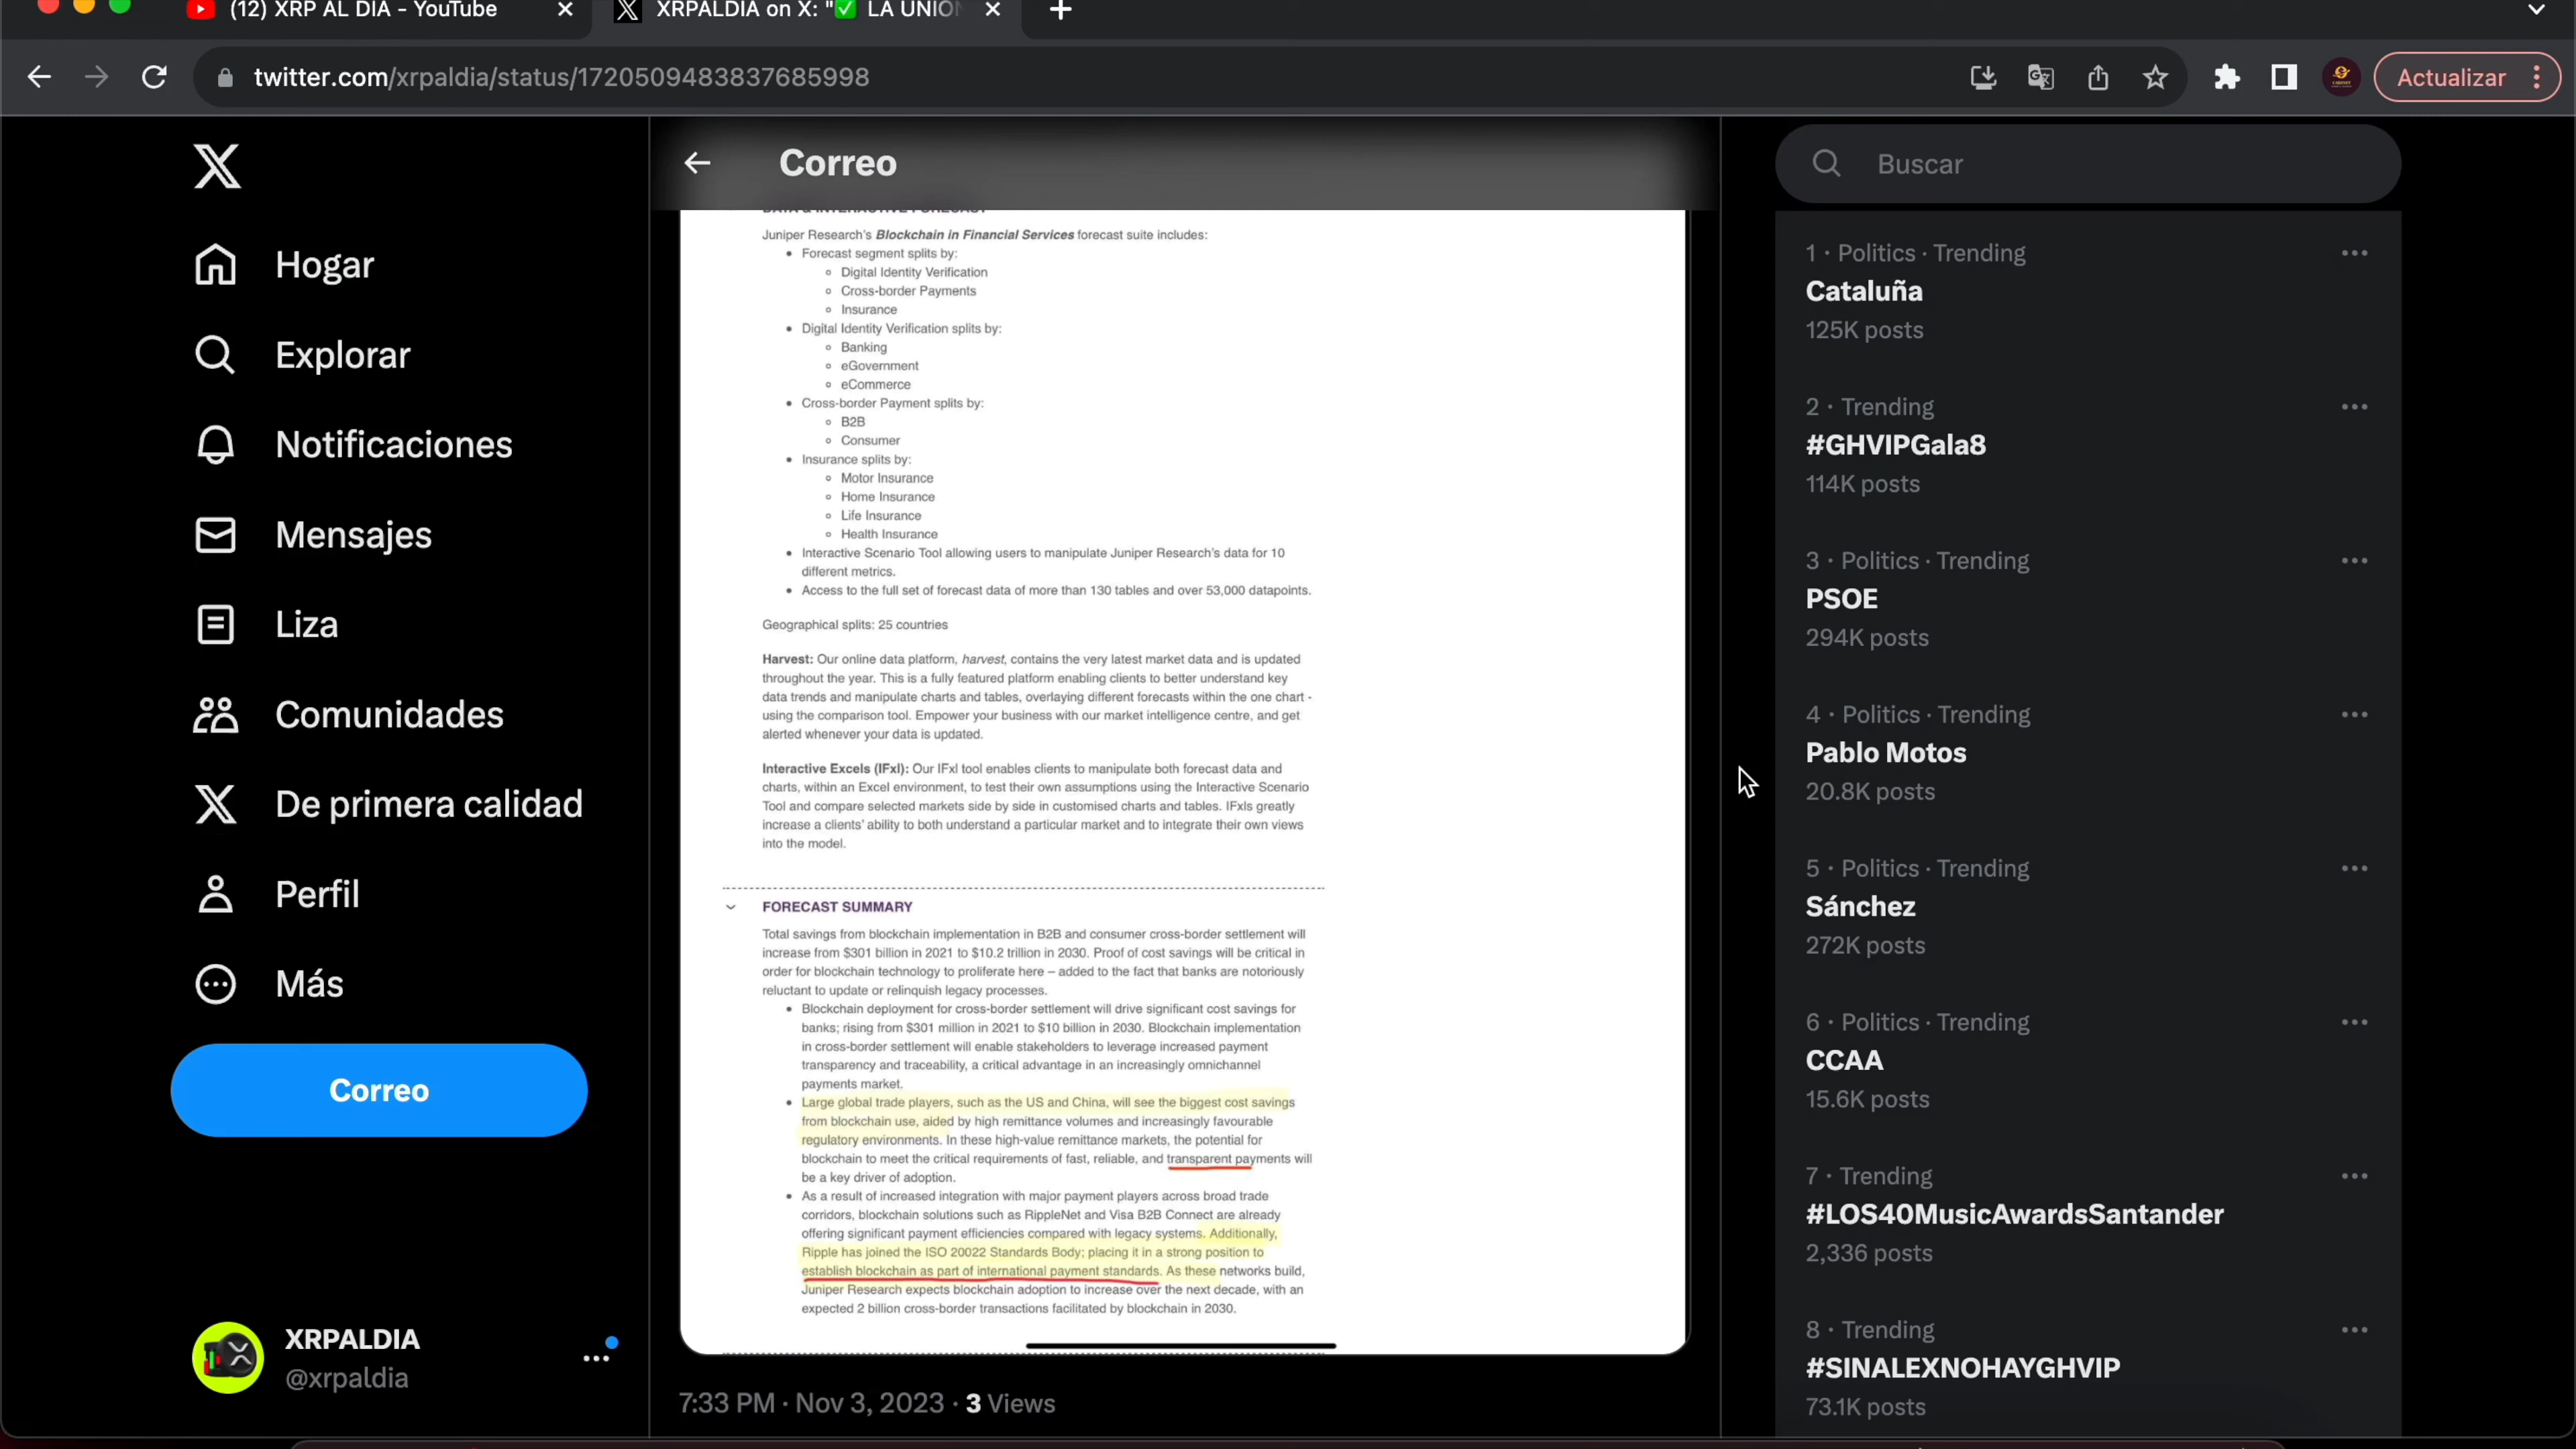 (12) XRP AL DIA - YouTube
XRPALDIA on X: "✅ LA UNION
twitter.com/xrpaldia/status/1720509483837685998
Actualizar
Correo
Buscar
Hogar
Explorar
Notificaciones
Mensajes
Liza
Comunidades
De primera calidad
Perfil
Más
Correo
XRPALDIA
@xrpaldia
DATA & INTERACTIVE FORECAST
Juniper Research's Blockchain in Financial Services forecast suite includes:
Forecast segment splits by:
Digital Identity Verification
Cross-border Payments
Insurance
Digital Identity Verification splits by:
Banking
eGovernment
eCommerce
Cross-border Payment splits by:
B2B
Consumer
Insurance splits by:
Motor Insurance
Home Insurance
Life Insurance
Health Insurance
Interactive Scenario Tool allowing users to manipulate Juniper Research's data for 10
different metrics.
Access to the full set of forecast data of more than 130 tables and over 53,000 datapoints.
Geographical splits: 25 countries
Harvest: Our online data platform, harvest, contains the very latest market data and is updated
throughout the year. This is a fully featured platform enabling clients to better understand key
data trends and manipulate charts and tables, overlaying different forecasts within the one chart -
using the comparison tool. Empower your business with our market intelligence centre, and get
alerted whenever your data is updated.
Interactive Excels (IFxl): Our IFxl tool enables clients to manipulate both forecast data and
charts, within an Excel environment, to test their own assumptions using the Interactive Scenario
Tool and compare selected markets side by side in customised charts and tables. IFxls greatly
increase a clients' ability to both understand a particular market and to integrate their own views
into the model.
FORECAST SUMMARY
Total savings from blockchain implementation in B2B and consumer cross-border settlement will
increase from $301 billion in 2021 to $10.2 trillion in 2030. Proof of cost savings will be critical in
order for blockchain technology to proliferate here – added to the fact that banks are notoriously
reluctant to update or relinquish legacy processes.
Blockchain deployment for cross-border settlement will drive significant cost savings for
banks; rising from $301 million in 2021 to $10 billion in 2030. Blockchain implementation
in cross-border settlement will enable stakeholders to leverage increased payment
transparency and traceability, a critical advantage in an increasingly omnichannel
payments market.
Large global trade players, such as the US and China, will see the biggest cost savings
from blockchain use, aided by high remittance volumes and increasingly favourable
regulatory environments. In these high-value remittance markets, the potential for
blockchain to meet the critical requirements of fast, reliable, and transparent payments will
be a key driver of adoption.
As a result of increased integration with major payment players across broad trade
corridors, blockchain solutions such as RippleNet and Visa B2B Connect are already
offering significant payment efficiencies compared with legacy systems. Additionally,
Ripple has joined the ISO 20022 Standards Body; placing it in a strong position to
establish blockchain as part of international payment standards. As these networks build,
Juniper Research expects blockchain adoption to increase over the next decade, with an
expected 2 billion cross-border transactions facilitated by blockchain in 2030.
7:33 PM · Nov 3, 2023 · 3 Views
1 · Politics · Trending
Cataluña
125K posts
2 · Trending
#GHVIPGala8
114K posts
3 · Politics · Trending
PSOE
294K posts
4 · Politics · Trending
Pablo Motos
20.8K posts
5 · Politics · Trending
Sánchez
272K posts
6 · Politics · Trending
CCAA
15.6K posts
7 · Trending
#LOS40MusicAwardsSantander
2,336 posts
8 · Trending
#SINALEXNOHAYGHVIP
73.1K posts